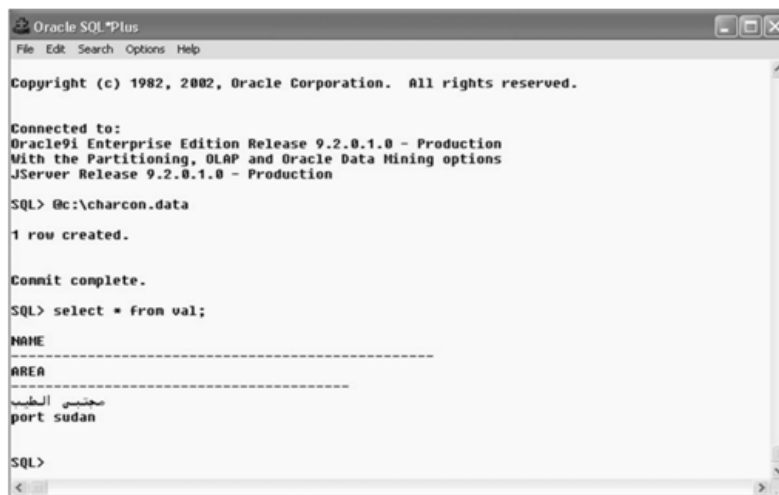 Oracle SQL*Plus
File Edit Search Options Help
Copyright (c) 1982, 2002, Oracle Corporation. All rights reserved.
Connected to:
Oracle9i Enterprise Edition Release 9.2.0.1.0 - Production
With the Partitioning, OLAP and Oracle Data Mining options
JServer Release 9.2.0.1.0 - Production
SQL> @c:\charcon.data
1 row created.
Commit complete.
SQL> select * from val;
NAME
--------------------------------------------------
AREA
----------------------------------------
مجتبى الطيب
port sudan
SQL>